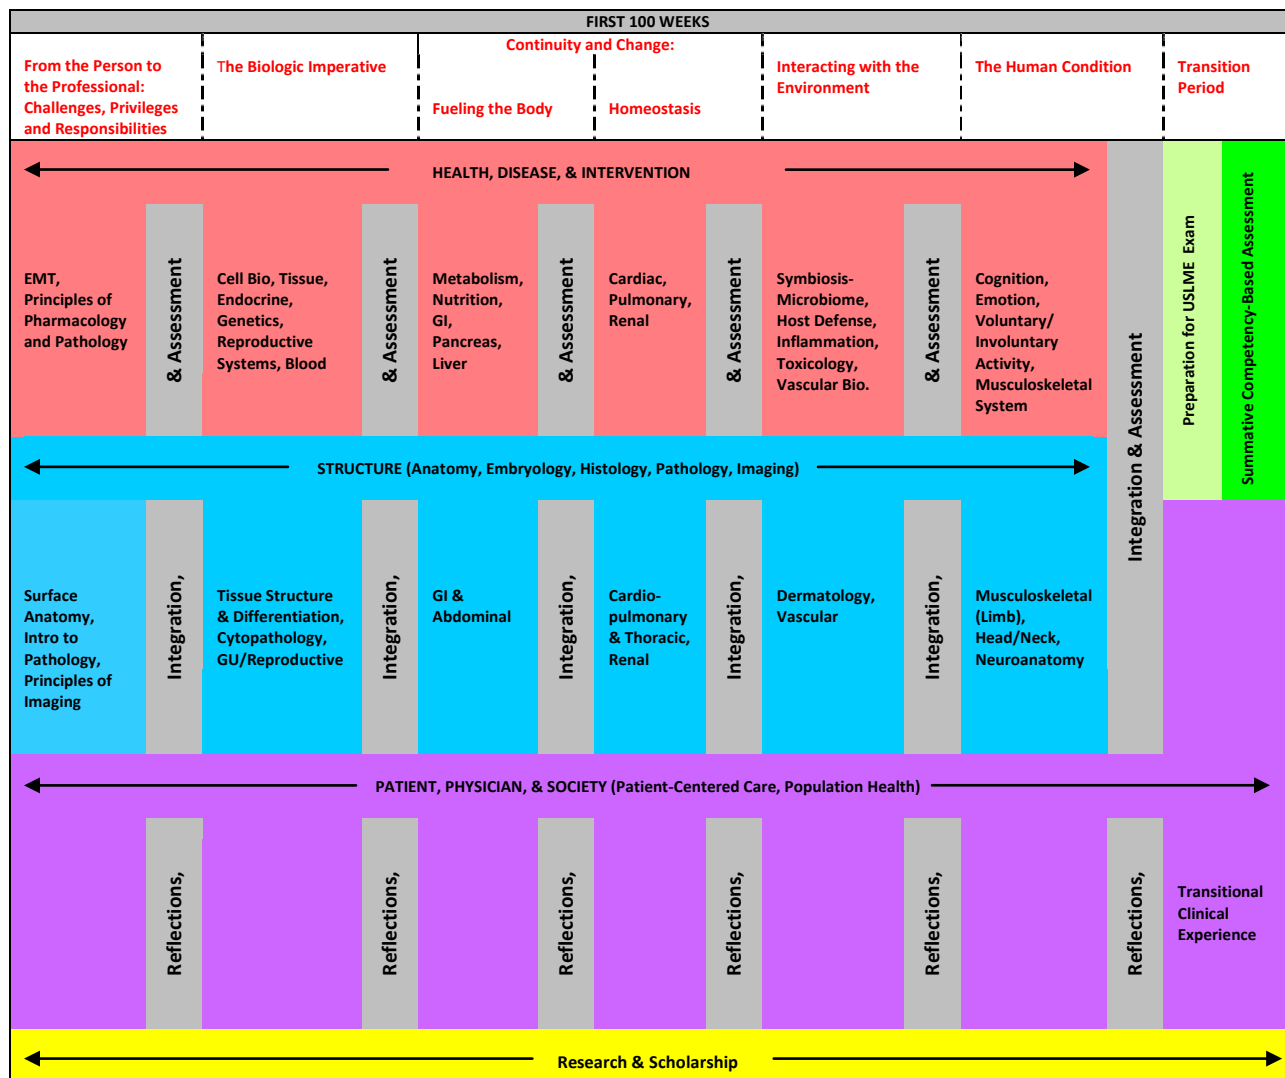 FIRST 100 WEEKS
Continuity and Change:
From the Person to
the Professional:
Challenges, Privileges
and Responsibilities
The Biologic Imperative
Fueling the Body
Homeostasis
Interacting with the
Environment
The Human Condition
Transition
Period
HEALTH, DISEASE, & INTERVENTION
EMT,
Principles of
Pharmacology
and Pathology
& Assessment
Cell Bio, Tissue,
Endocrine,
Genetics,
Reproductive
Systems, Blood
& Assessment
Metabolism,
Nutrition,
GI,
Pancreas,
Liver
& Assessment
Cardiac,
Pulmonary,
Renal
& Assessment
Symbiosis-
Microbiome,
Host Defense,
Inflammation,
Toxicology,
Vascular Bio.
& Assessment
Cognition,
Emotion,
Voluntary/
Involuntary
Activity,
Musculoskeletal
System
Integration & Assessment
Preparation for USLME Exam
Summative Competency-Based Assessment
STRUCTURE (Anatomy, Embryology, Histology, Pathology, Imaging)
Surface
Anatomy,
Intro to
Pathology,
Principles of
Imaging
Integration,
Tissue Structure
& Differentiation,
Cytopathology,
GU/Reproductive
Integration,
GI &
Abdominal
Integration,
Cardio-
pulmonary
& Thoracic,
Renal
Integration,
Dermatology,
Vascular
Integration,
Musculoskeletal
(Limb),
Head/Neck,
Neuroanatomy
PATIENT, PHYSICIAN, & SOCIETY (Patient-Centered Care, Population Health)
Reflections,
Reflections,
Reflections,
Reflections,
Reflections,
Reflections,
Transitional
Clinical
Experience
Research & Scholarship